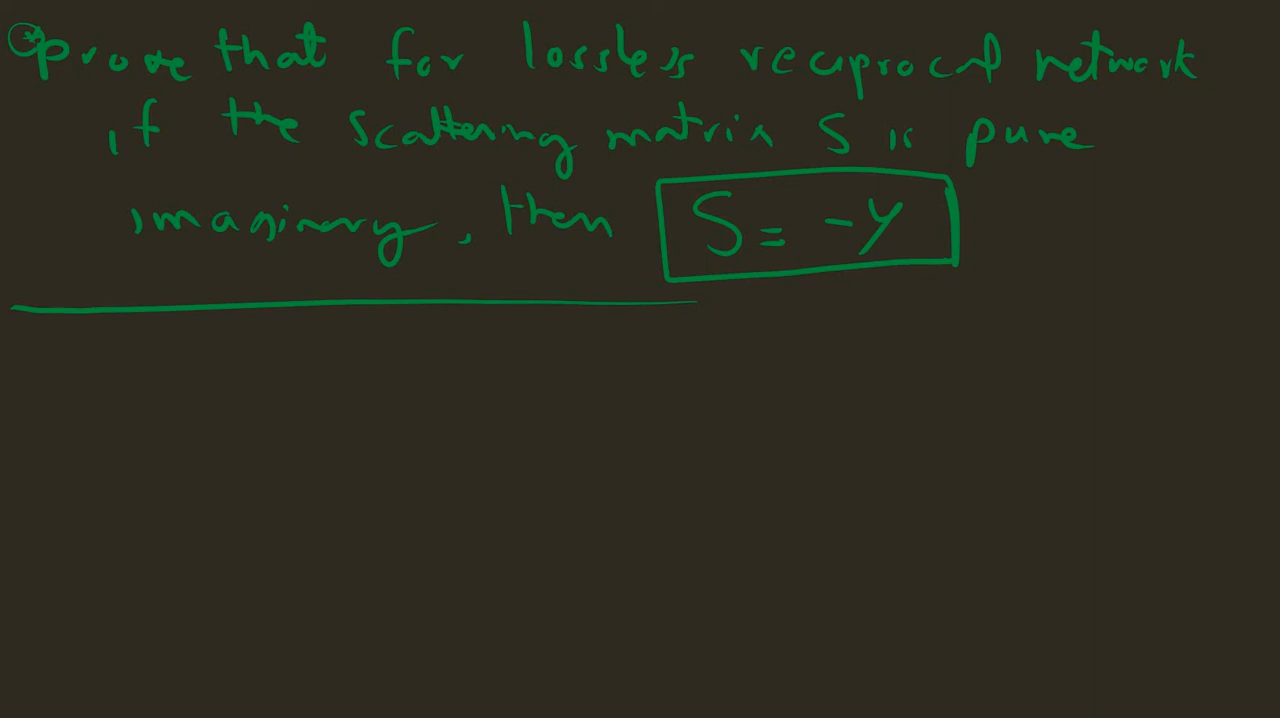 ⊛ prove that for lossless reciprocal network
if the scattering matrix S is pure
imaginary, then S = -Y